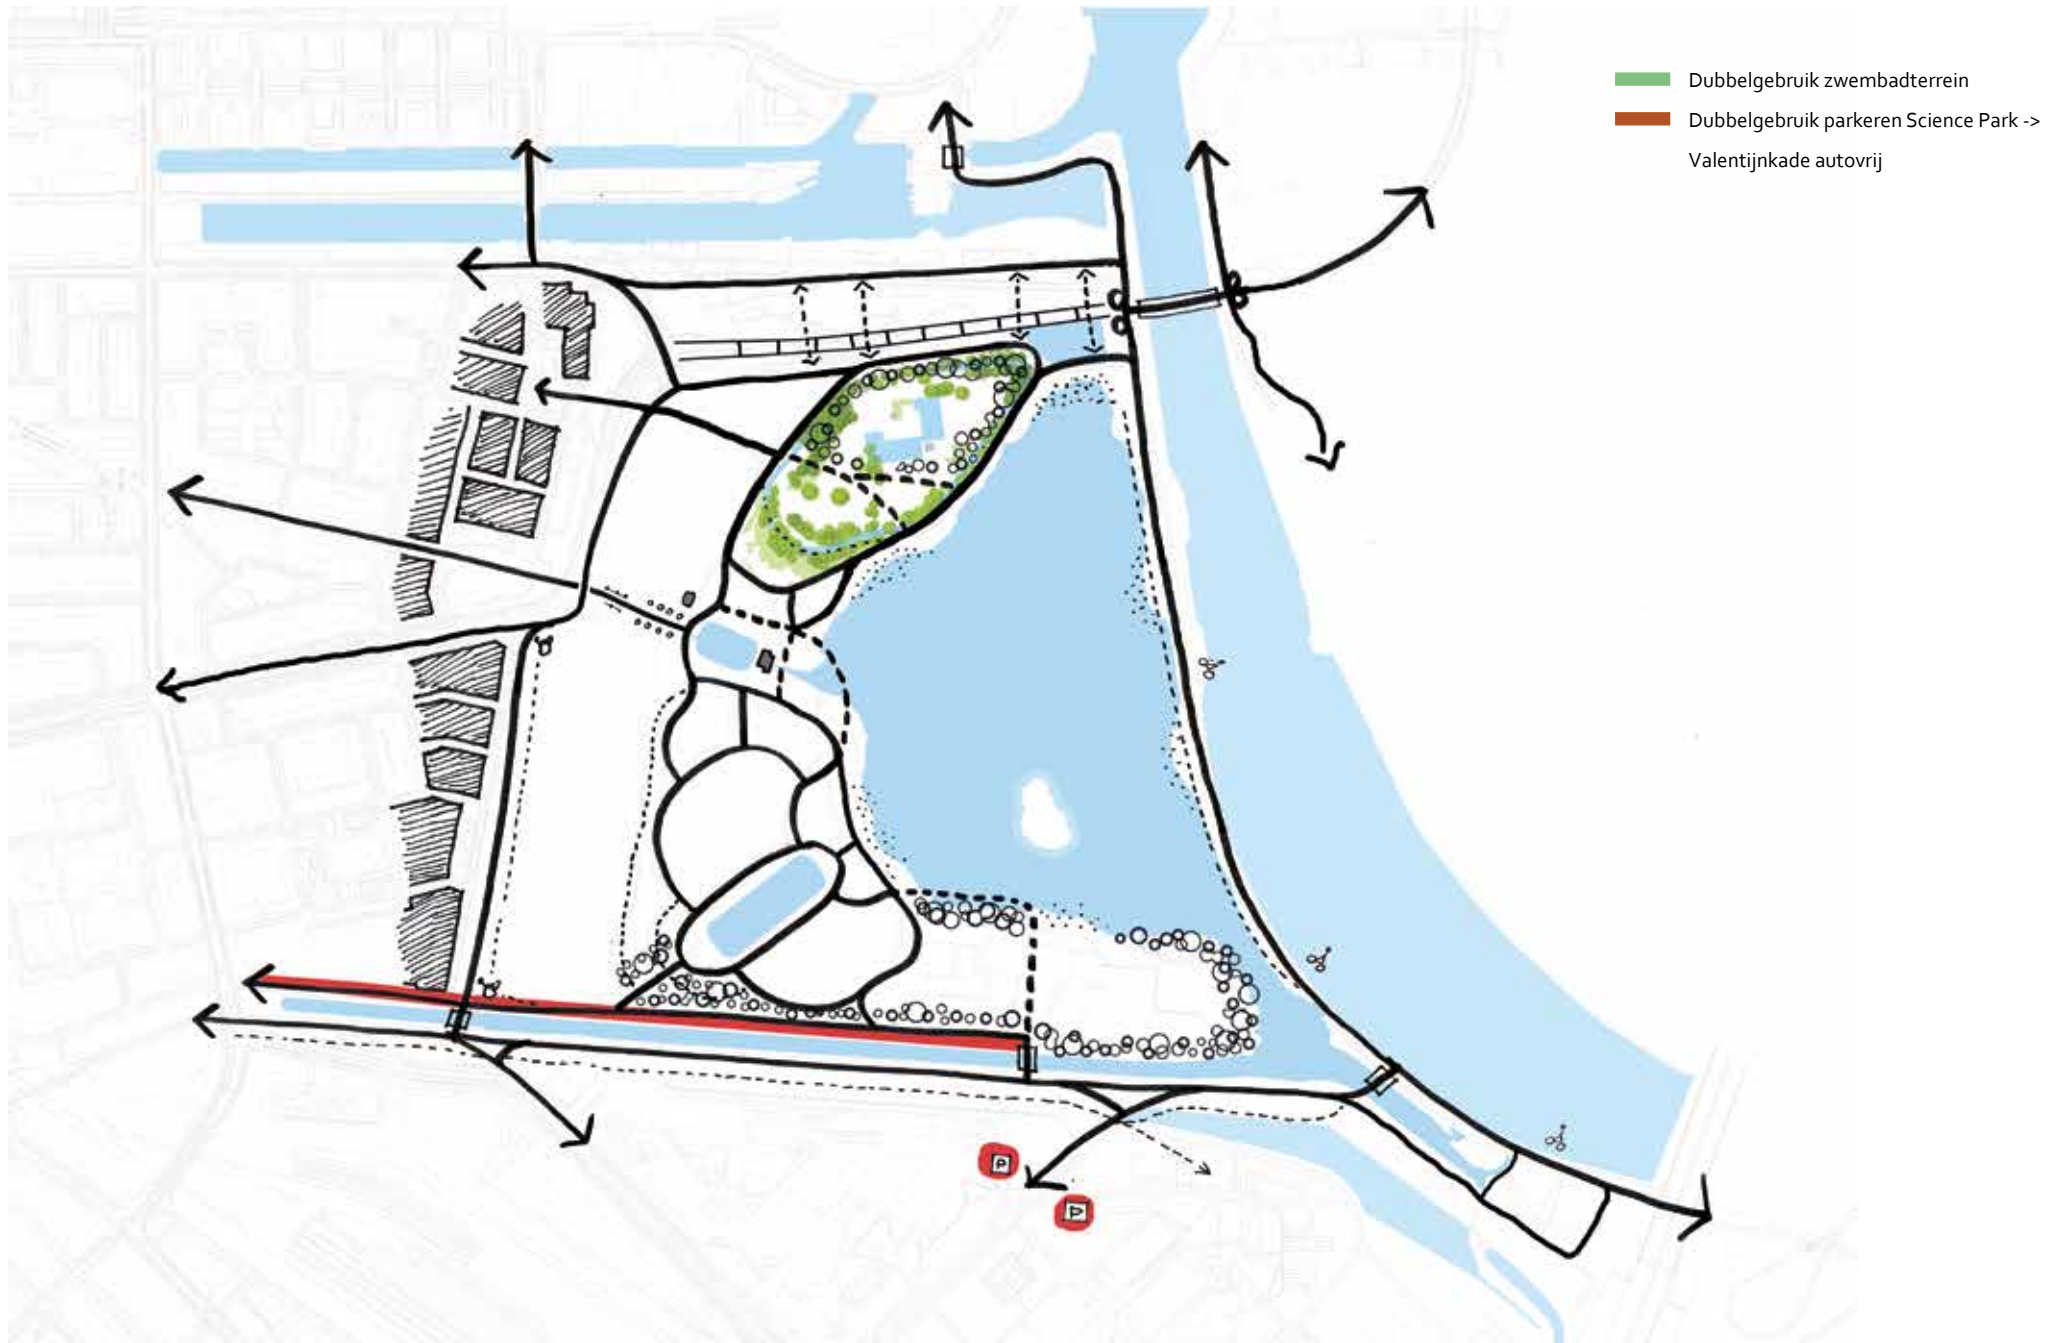 Dubbelgebruik zwembadterrein
Dubbelgebruik parkeren Science Park ->
Valentijnkade autovrij
P
P